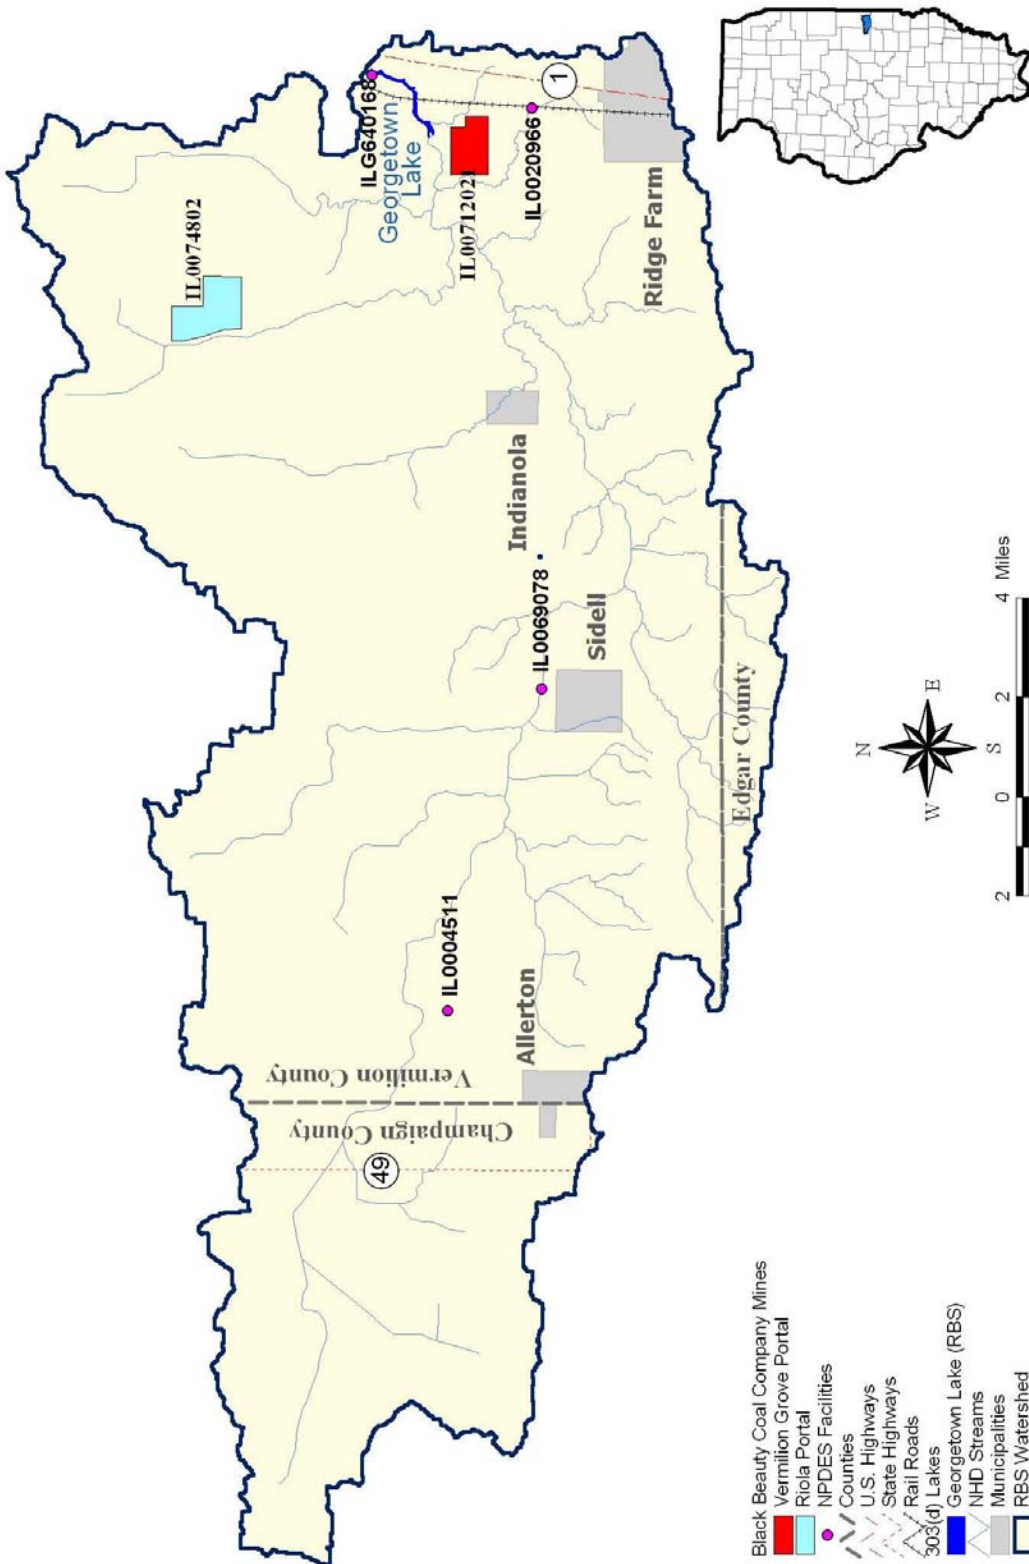 ILG640168
Georgetown
Lake
1
IL00712021
IL0020966
Ridge Farm
IL0074802
Indianola
IL0069078
Sidell
IL0004511
Allerton
Vermilion County
Champaign County
49
Edgar County
N
W
E
S
2
0
2
4 Miles
Black Beauty Coal Company Mines
Vermilion Grove Portal
Riola Portal
NPDES Facilities
Counties
U.S. Highways
State Highways
Rail Roads
303(d) Lakes
Georgetown Lake (RBS)
NHD Streams
Municipalities
RBS Watershed